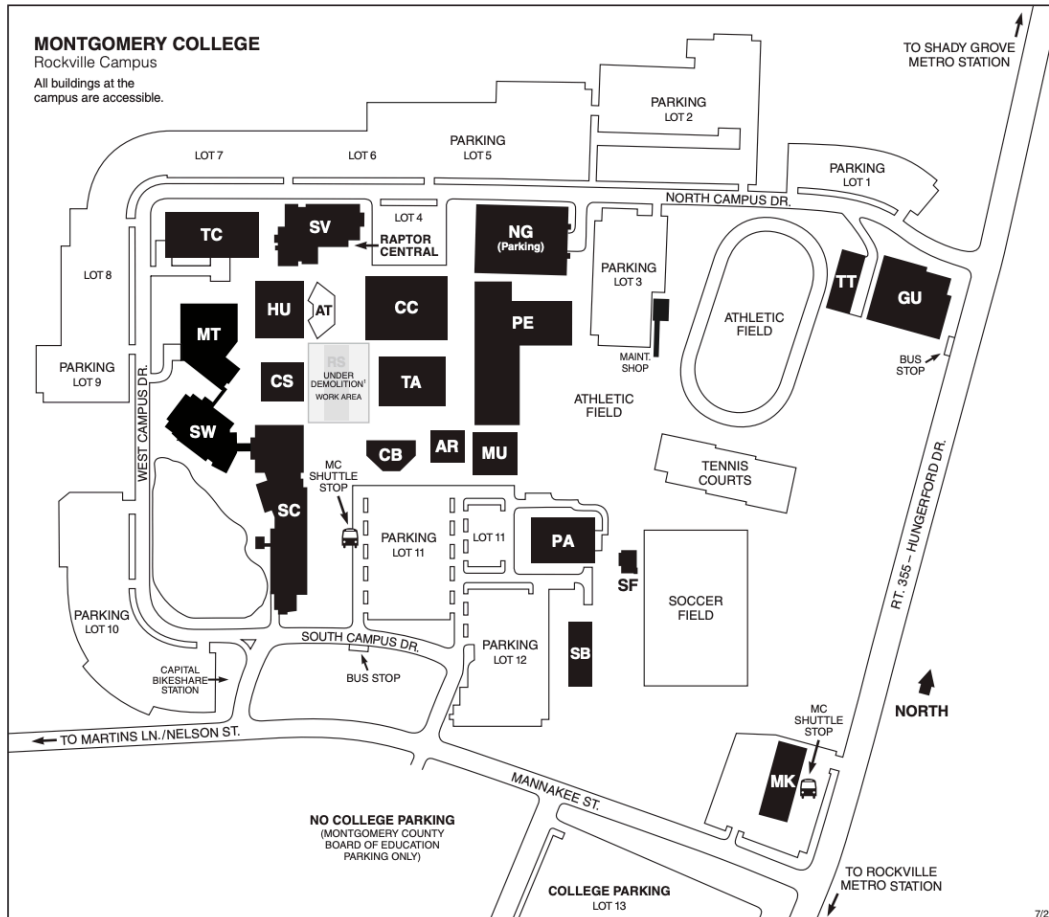 MONTGOMERY COLLEGE
Rockville Campus
All buildings at the
campus are accessible.
TO SHADY GROVE
METRO STATION
PARKING
LOT 2
PARKING
LOT 5
LOT 7
LOT 6
PARKING
LOT 1
NORTH CAMPUS DR.
LOT 4
TC
SV
RAPTOR
CENTRAL
NG
(Parking)
LOT 8
PARKING
LOT 3
TT
GU
HU
AT
CC
PE
ATHLETIC
FIELD
MT
MAINT.
SHOP
BUS
STOP
PARKING
LOT 9
CS
RS
UNDER
DEMOLITION¹
WORK AREA
TA
ATHLETIC
FIELD
WEST CAMPUS DR.
SW
CB
AR
MU
TENNIS
COURTS
MC
SHUTTLE
STOP
SC
PARKING
LOT 11
LOT 11
PA
RT. 355 – HUNGERFORD DR.
SF
SOCCER
FIELD
PARKING
LOT 10
SOUTH CAMPUS DR.
PARKING
LOT 12
SB
CAPITAL
BIKESHARE
STATION
BUS STOP
NORTH
MC
SHUTTLE
STOP
TO MARTINS LN./NELSON ST.
MK
MANNAKEE ST.
NO COLLEGE PARKING
(MONTGOMERY COUNTY
BOARD OF EDUCATION
PARKING ONLY)
TO ROCKVILLE
METRO STATION
COLLEGE PARKING
LOT 13
7/2